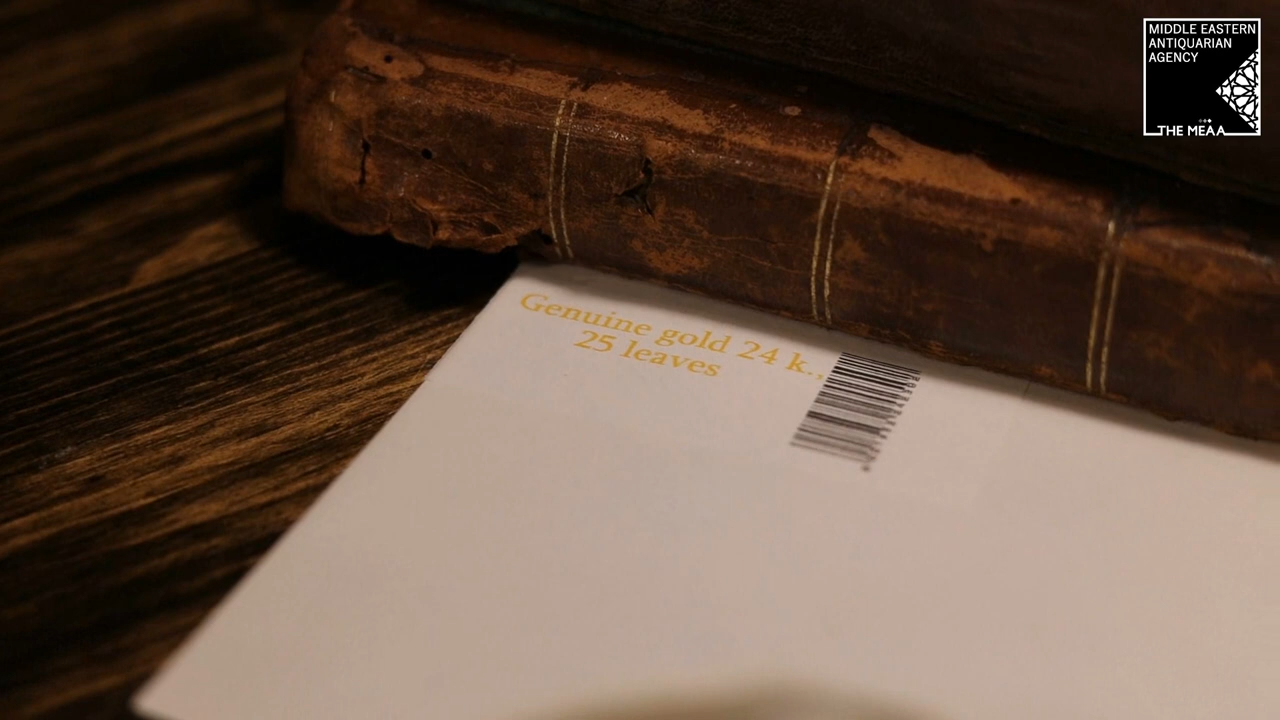 MIDDLE EASTERN
ANTIQUARIAN
AGENCY
THE MEAA
Genuine gold 24 k.,
25 leaves